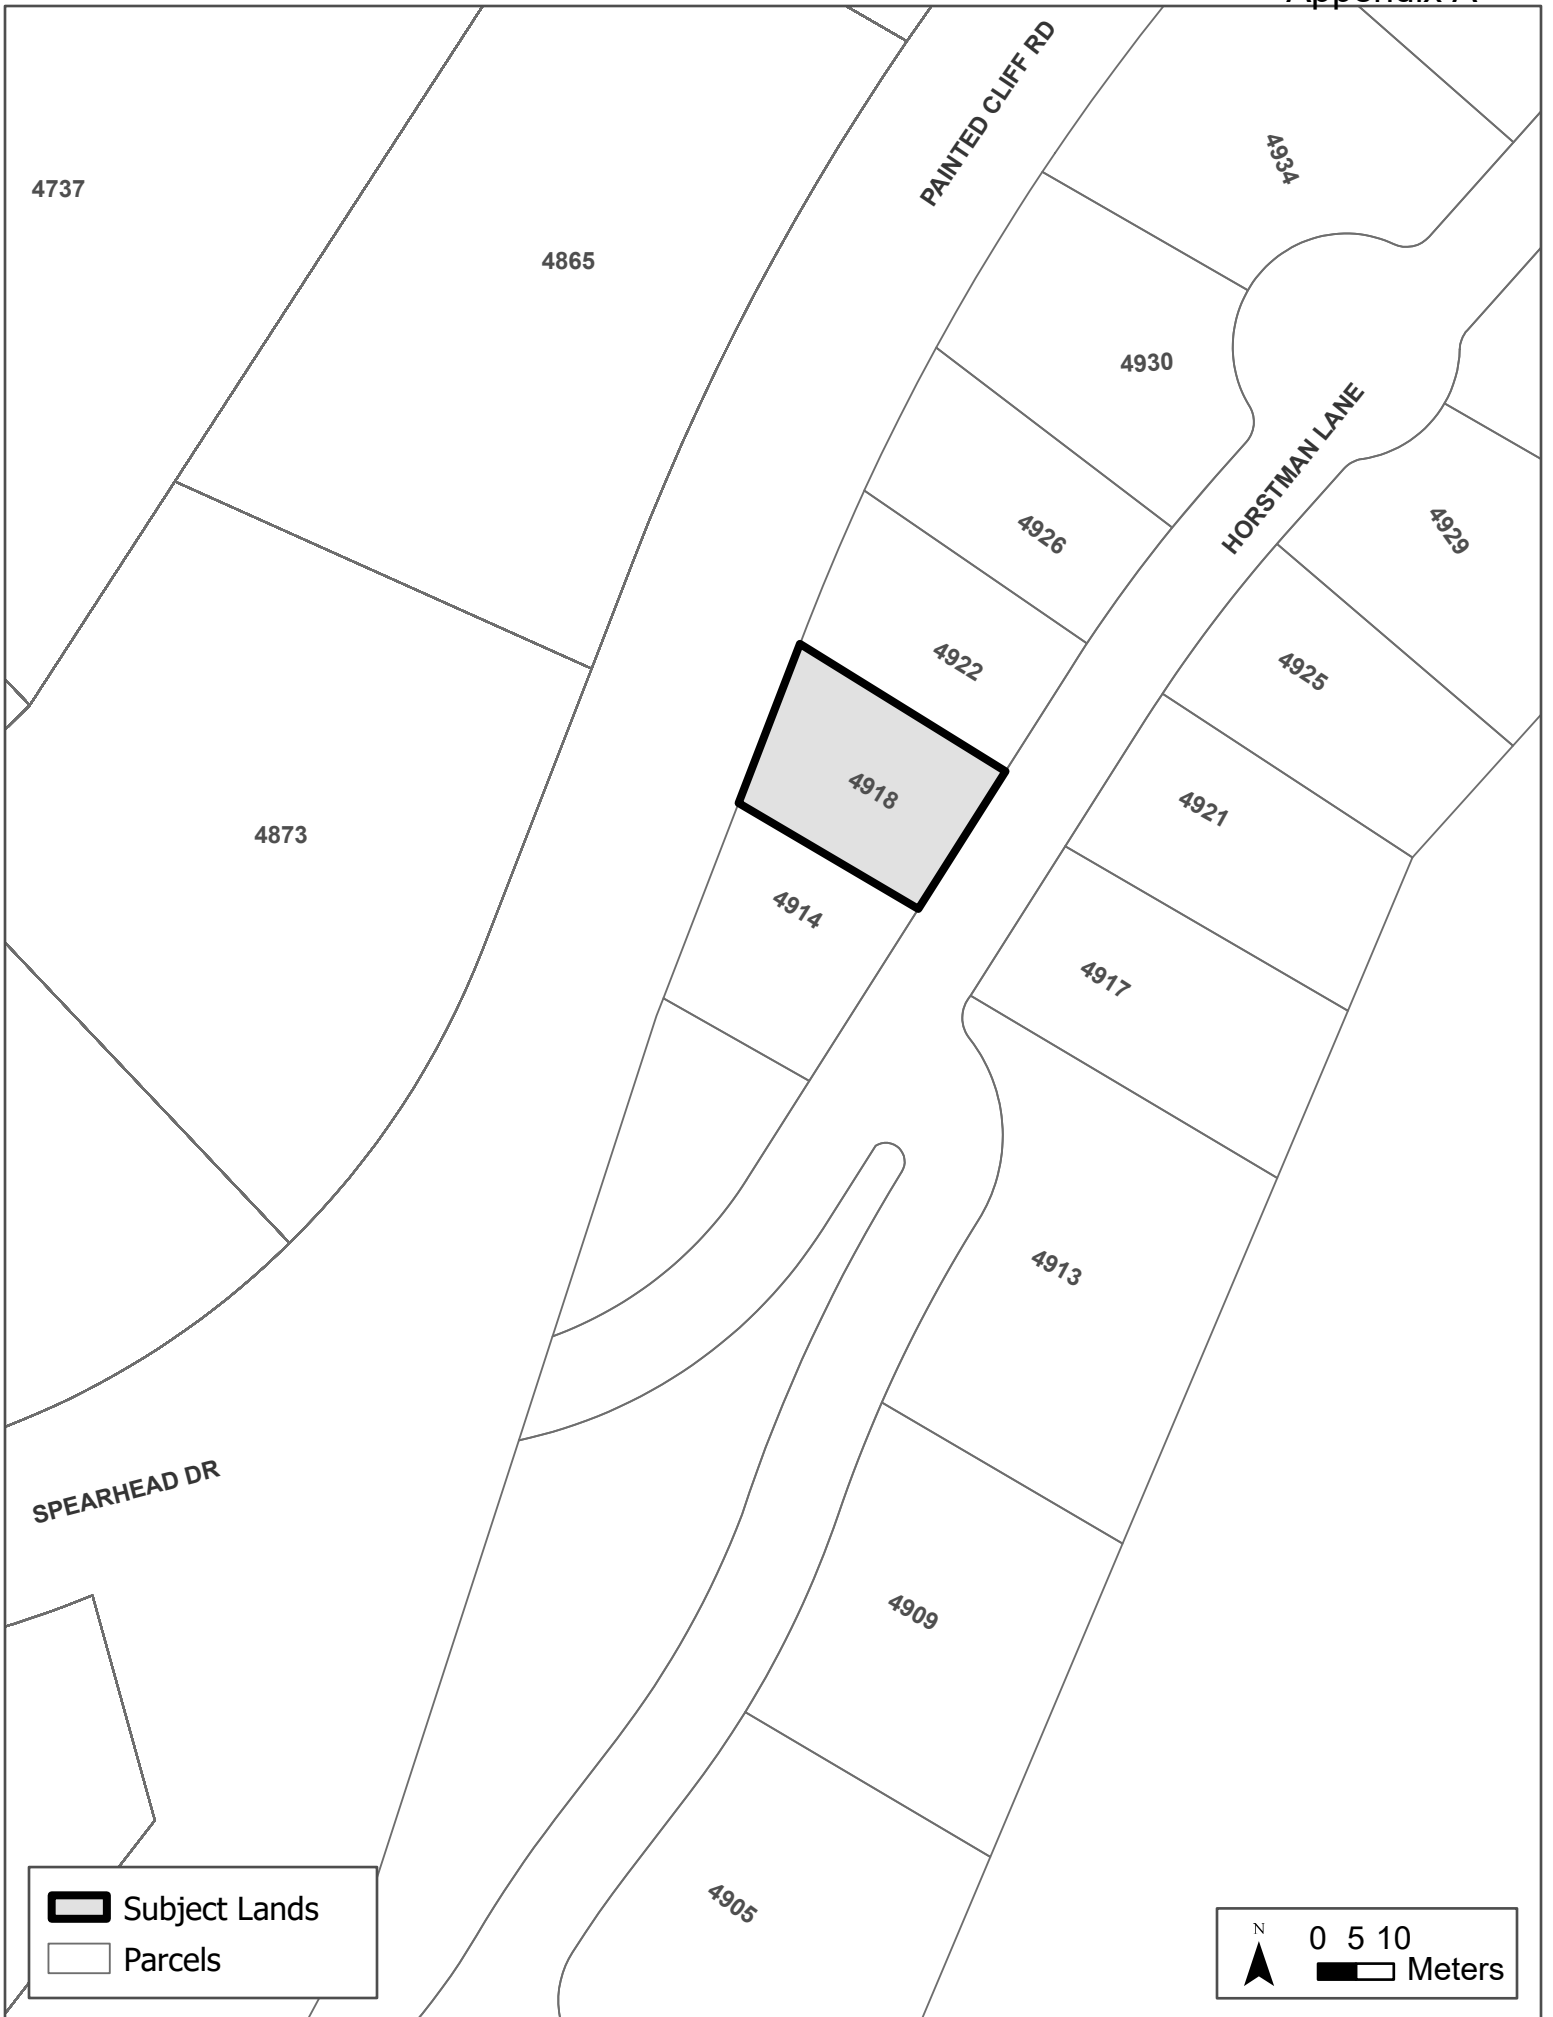 Appendix A
PAINTED CLIFF RD
4934
4737
4865
4930
HORSTMAN LANE
4926
4929
4922
4925
4918
4921
4873
4914
4917
4913
SPEARHEAD DR
4909
4905
Subject Lands
Parcels
N
0 5 10
Meters